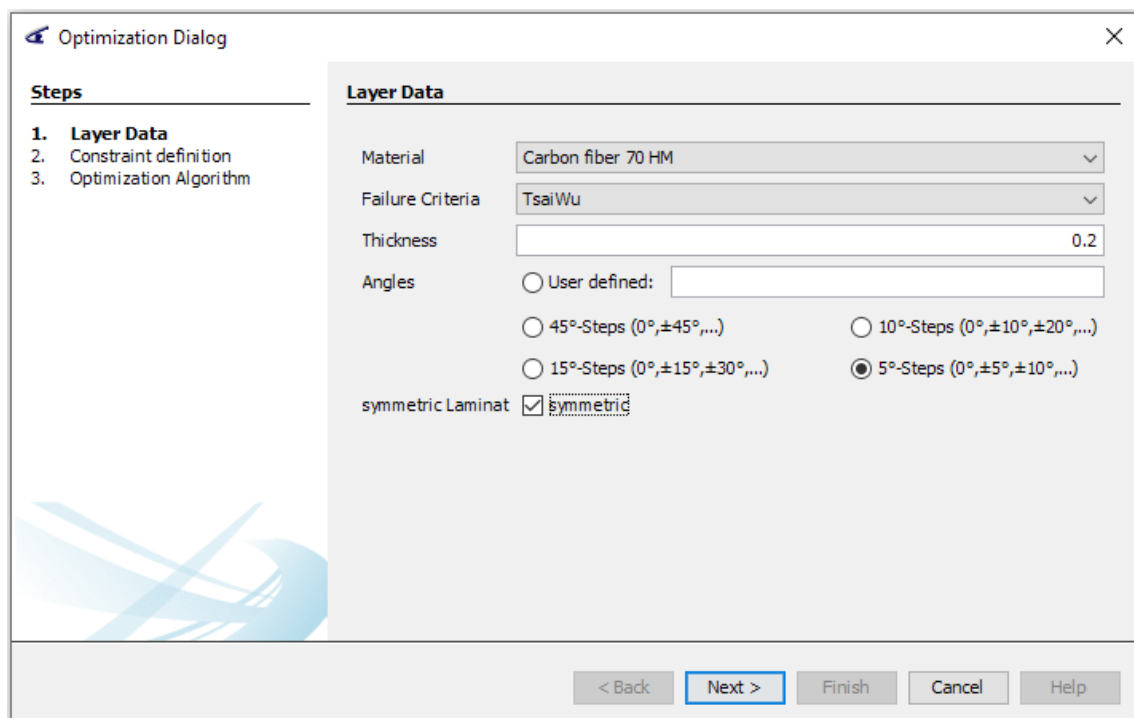 Optimization Dialog
Steps
1. Layer Data
2. Constraint definition
3. Optimization Algorithm
Layer Data
Material Carbon fiber 70 HM
Failure Criteria TsaiWu
Thickness 0.2
Angles User defined:
45°-Steps (0°,±45°,...) 10°-Steps (0°,±10°,±20°,...)
15°-Steps (0°,±15°,±30°,...) 5°-Steps (0°,±5°,±10°,...)
symmetric Laminat symmetric
< Back Next > Finish Cancel Help